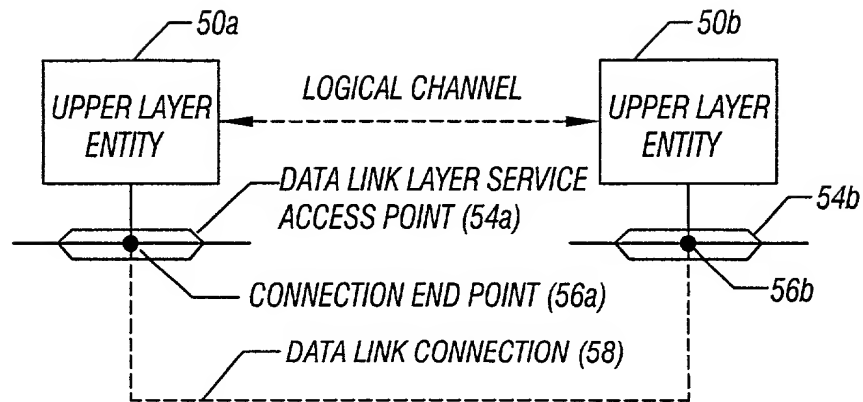 50a
50b
UPPER LAYER
ENTITY
LOGICAL CHANNEL
UPPER LAYER
ENTITY
DATA LINK LAYER SERVICE
ACCESS POINT (54a)
54b
CONNECTION END POINT (56a)
56b
DATA LINK CONNECTION (58)